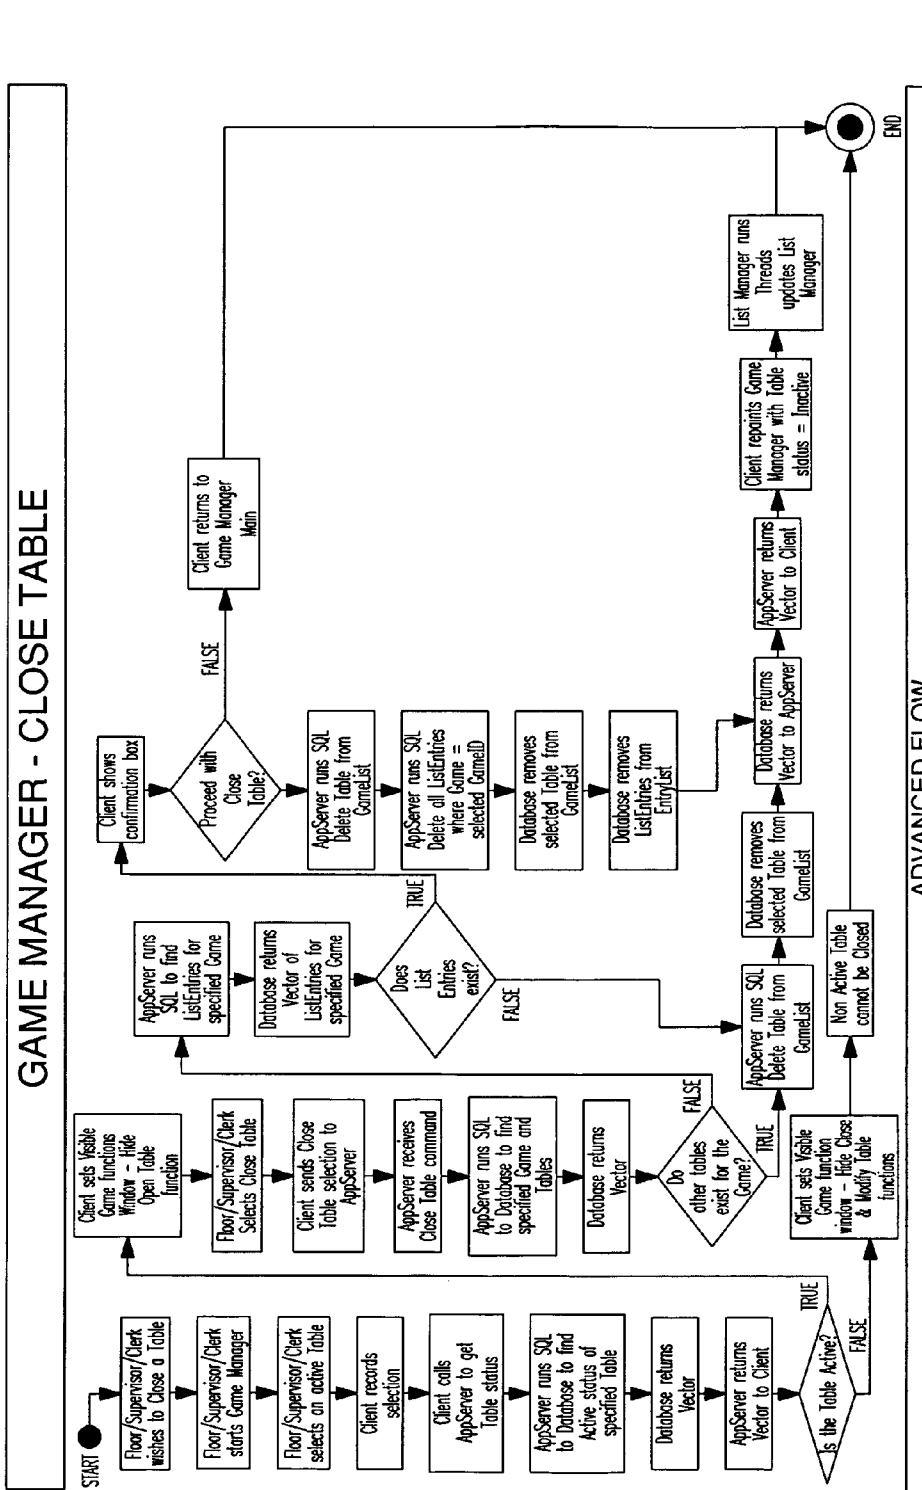 GAME MANAGER - CLOSE TABLE
START
Floor/Supervisor/Clerk
wishes to Close a Table
Floor/Supervisor/Clerk
starts Game Manager
Floor/Supervisor/Clerk
selects an active Table
Client records
selection
Client calls
AppServer to get
Table status
AppServer runs SQL
to Database to find
Active status of
specified Table
Database returns
Vector
AppServer returns
Vector to Client
Is the Table Active?
TRUE
FALSE
Client sets Visible
Game functions
Window - Hide
Open Table
function
Floor/Supervisor/Clerk
Selects Close Table
Client sends Close
Table selection to
AppServer
AppServer receives
Close Table command
AppServer runs SQL
to Database to find
specified Game and
Tables
Database returns
Vector
Do
other tables
exist for the
Game?
FALSE
TRUE
Client sets Visible
Game function
window - Hide Close
& Modify Table
functions
AppServer runs
SQL to find
ListEntries for
specified Game
Database returns
Vector of
ListEntries for
specified Game
Does
List
Entries
exist?
TRUE
FALSE
AppServer runs SQL
Delete Table from
GameList
Database removes
selected Table from
GameList
Non Active Table
cannot be Closed
Client shows
confirmation box
Proceed with
Close
Table?
FALSE
AppServer runs SQL
Delete Table from
GameList
AppServer runs SQL
Delete all ListEntries
where Game =
selected GameID
Database removes
selected Table from
GameList
Database removes
ListEntries from
EntryList
Database returns
Vector to AppServer
AppServer returns
Vector to Client
Client repaints Game
Manager with Table
status = Inactive
List Manager runs
Threads
updates List
Manager
Client returns to
Game Manager
Main
END
ADVANCED FLOW